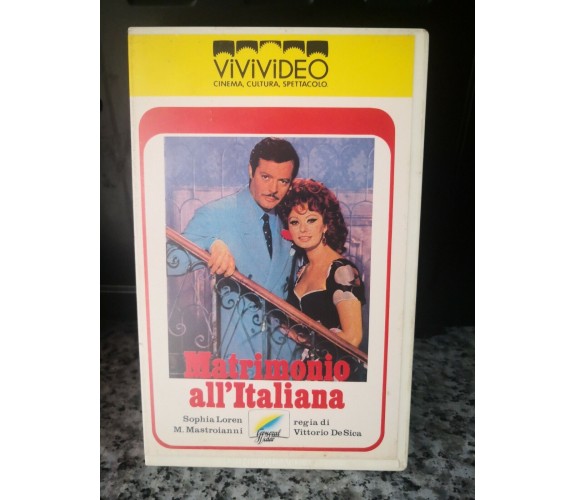 ViViViDEO
CINEMA, CULTURA, SPETTACOLO
Matrimonio
all'Italiana
Sophia Loren
M. Mastroianni
regia di
Vittorio De Sica